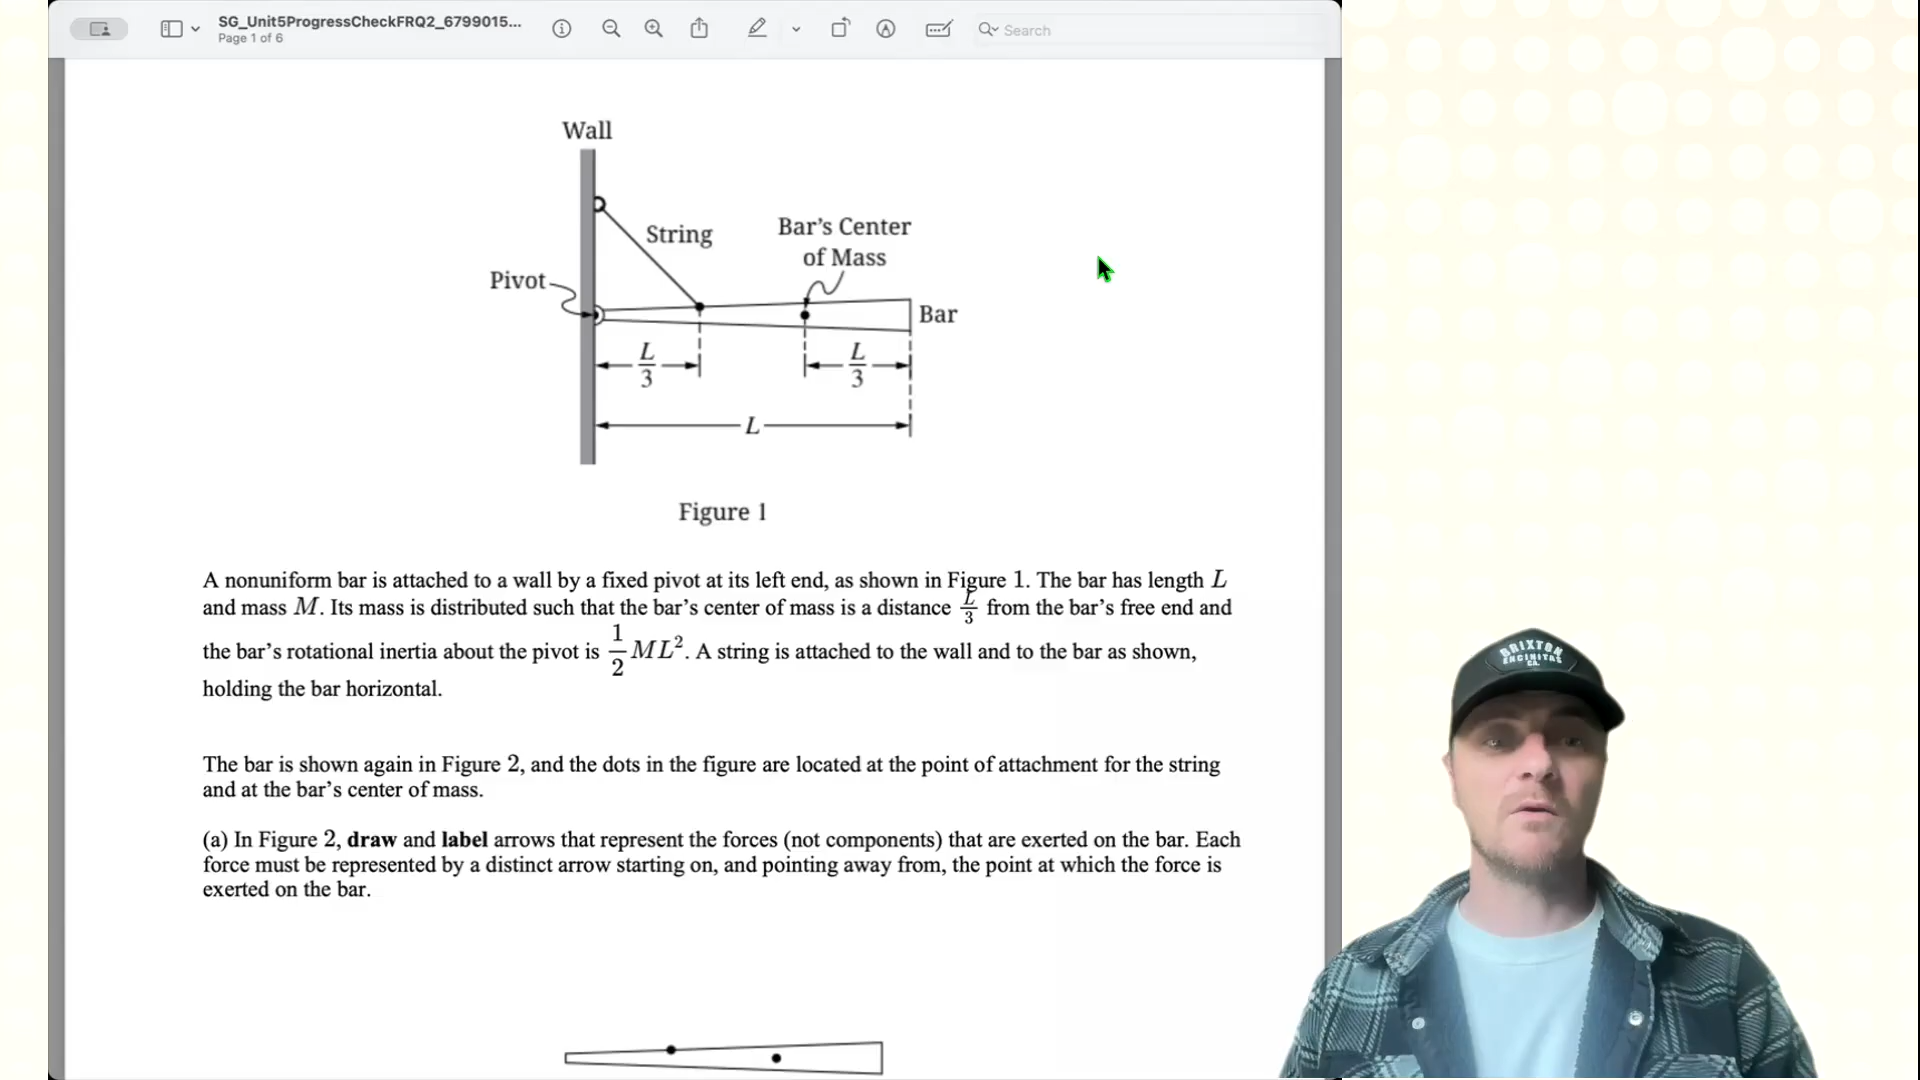 SG_Unit5ProgressCheckFRQ2_6799015...
Page 1 of 6
Search
Wall
String
Bar's Center
of Mass
Pivot
Bar
L
3
L
3
L
Figure 1
A nonuniform bar is attached to a wall by a fixed pivot at its left end, as shown in Figure 1. The bar has length L
and mass M. Its mass is distributed such that the bar's center of mass is a distance L/3 from the bar's free end and
the bar's rotational inertia about the pivot is 1/2 ML². A string is attached to the wall and to the bar as shown,
holding the bar horizontal.
The bar is shown again in Figure 2, and the dots in the figure are located at the point of attachment for the string
and at the bar's center of mass.
(a) In Figure 2, draw and label arrows that represent the forces (not components) that are exerted on the bar. Each
force must be represented by a distinct arrow starting on, and pointing away from, the point at which the force is
exerted on the bar.
BRIXTON
ENCINITAS
CA.